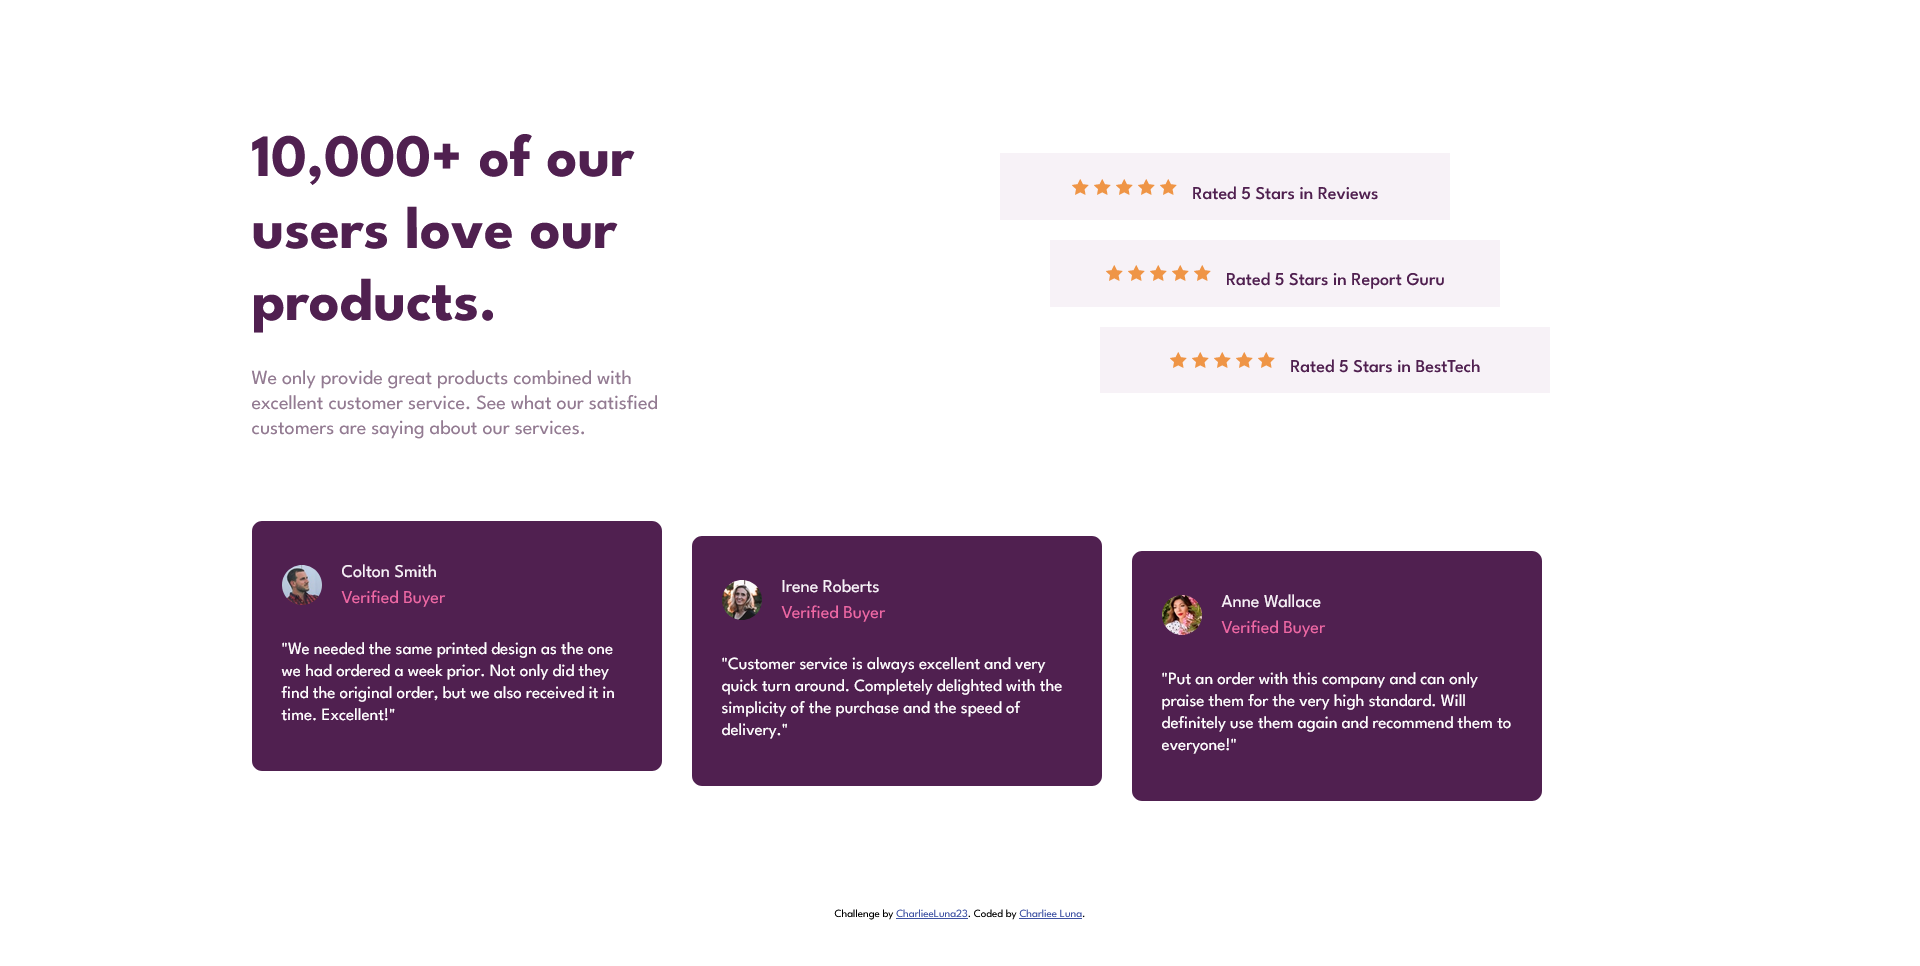 10,000+ of our
users love our
products.
We only provide great products combined with
excellent customer service. See what our satisfied
customers are saying about our services.
Rated 5 Stars in Reviews
Rated 5 Stars in Report Guru
Rated 5 Stars in BestTech
Colton Smith
Verified Buyer
"We needed the same printed design as the one
we had ordered a week prior. Not only did they
find the original order, but we also received it in
time. Excellent!"
Irene Roberts
Verified Buyer
"Customer service is always excellent and very
quick turn around. Completely delighted with the
simplicity of the purchase and the speed of
delivery."
Anne Wallace
Verified Buyer
"Put an order with this company and can only
praise them for the very high standard. Will
definitely use them again and recommend them to
everyone!"
Challenge by CharlieeLuna23. Coded by Charliee Luna.